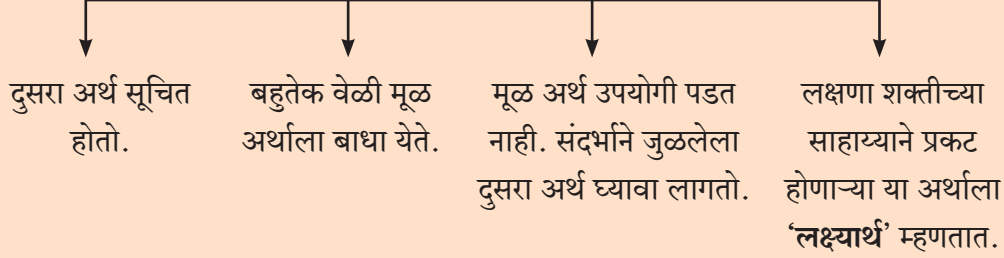 दुसरा अर्थ सूचित
होतो.
बहुतेक वेळी मूळ
अर्थाला बाधा येते.
मूळ अर्थ उपयोगी पडत
नाही. संदर्भाने जुळलेला
दुसरा अर्थ घ्यावा लागतो.
लक्षणा शक्तीच्या
साहाय्याने प्रकट
होणाऱ्या या अर्थाला
‘लक्ष्यार्थ’ म्हणतात.